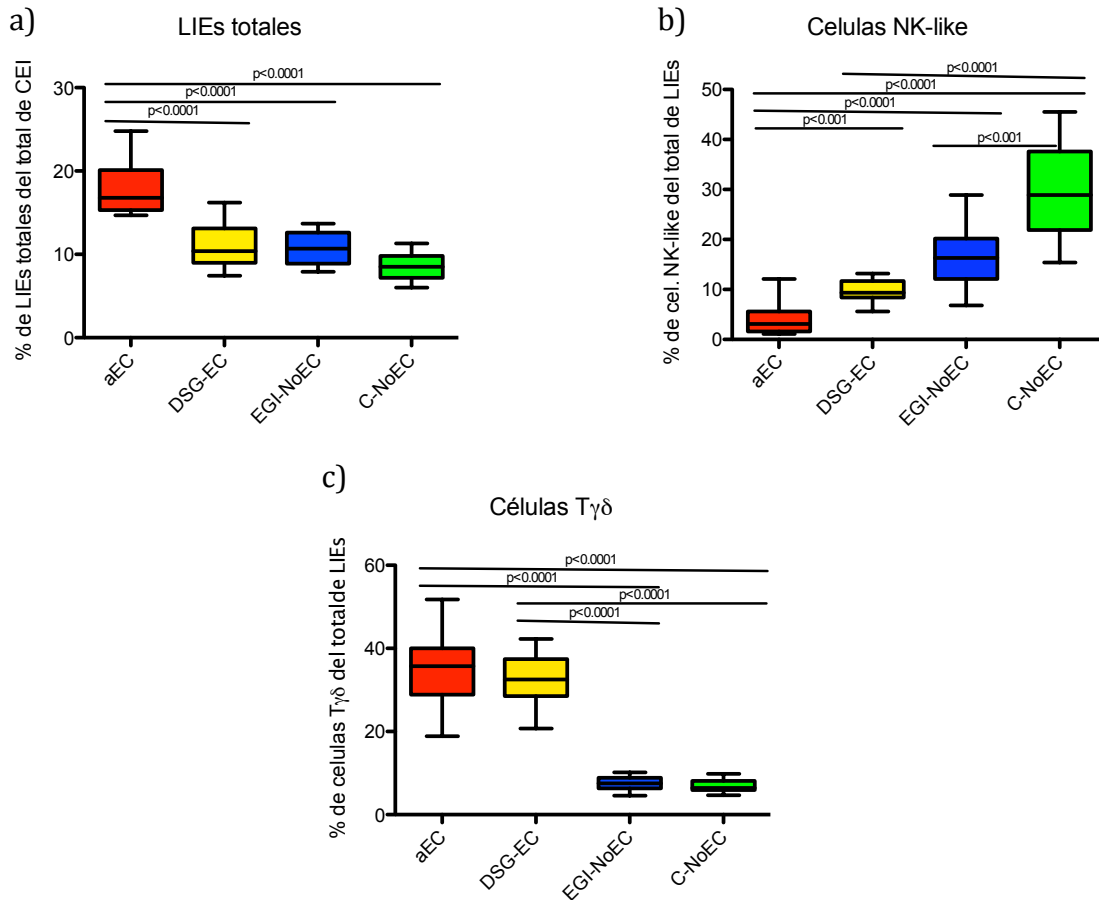 a)
LIEs totales
% de LIEs totales del total de CEI
p<0.0001
p<0.0001
p<0.0001
30
20
10
0
aEC
DSG-EC
EGI-NoEC
C-NoEC
b)
Celulas NK-like
% de cel. NK-like del total de LIEs
p<0.0001
p<0.0001
p<0.0001
p<0.001
p<0.001
50
40
30
20
10
0
aEC
DSG-EC
EGI-NoEC
C-NoEC
c)
Células Tγδ
% de celulas Tγδ del totalde LIEs
p<0.0001
p<0.0001
p<0.0001
p<0.0001
60
40
20
0
aEC
DSG-EC
EGI-NoEC
C-NoEC